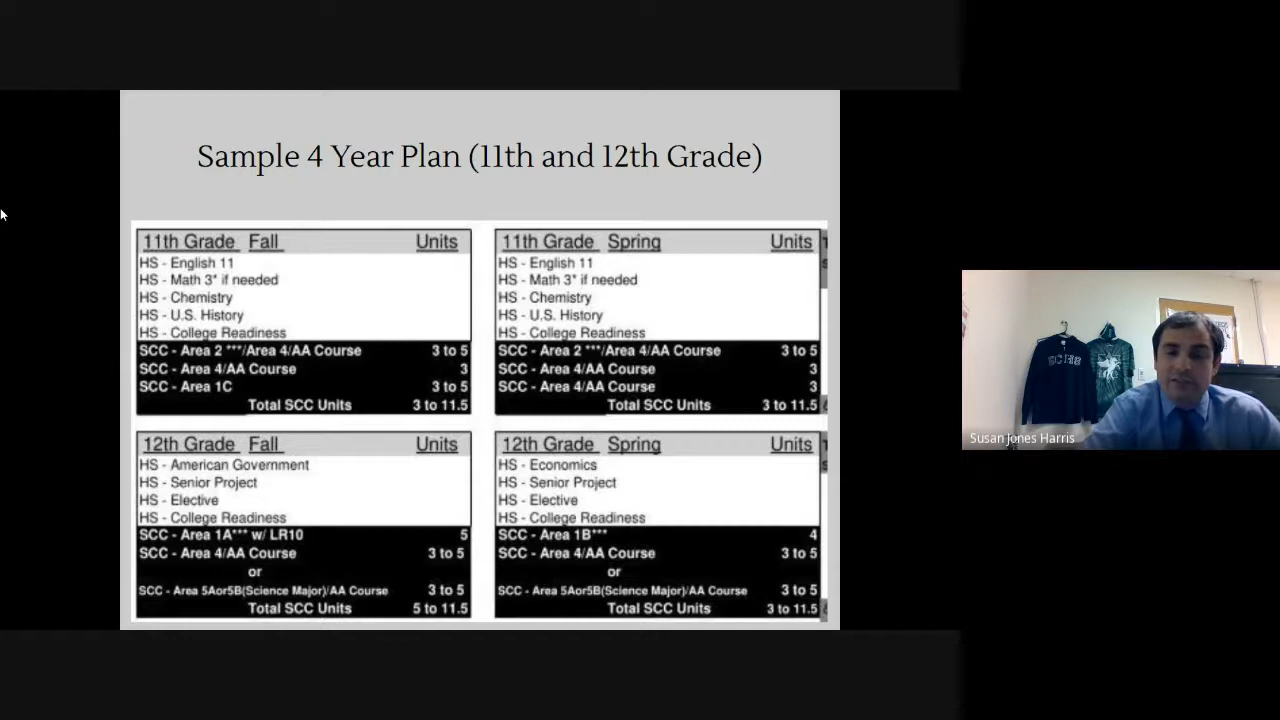 Sample 4 Year Plan (11th and 12th Grade)
11th Grade Fall Units
HS - English 11
HS - Math 3* if needed
HS - Chemistry
HS - U.S. History
HS - College Readiness
SCC - Area 2 ***/Area 4/AA Course 3 to 5
SCC - Area 4/AA Course 3
SCC - Area 1C 3 to 5
Total SCC Units 3 to 11.5
11th Grade Spring Units
HS - English 11
HS - Math 3* if needed
HS - Chemistry
HS - U.S. History
HS - College Readiness
SCC - Area 2 ***/Area 4/AA Course 3 to 5
SCC - Area 4/AA Course 3
SCC - Area 4/AA Course 3
Total SCC Units 3 to 11.5
12th Grade Fall Units
HS - American Government
HS - Senior Project
HS - Elective
HS - College Readiness
SCC - Area 1A*** w/ LR10 5
SCC - Area 4/AA Course 3 to 5
or
SCC - Area 5Aor5B(Science Major)/AA Course 3 to 5
Total SCC Units 5 to 11.5
12th Grade Spring Units
HS - Economics
HS - Senior Project
HS - Elective
HS - College Readiness
SCC - Area 1B*** 4
SCC - Area 4/AA Course 3 to 5
or
SCC - Area 5Aor5B(Science Major)/AA Course 3 to 5
Total SCC Units 3 to 11.5
SCHS
Susan Jones Harris